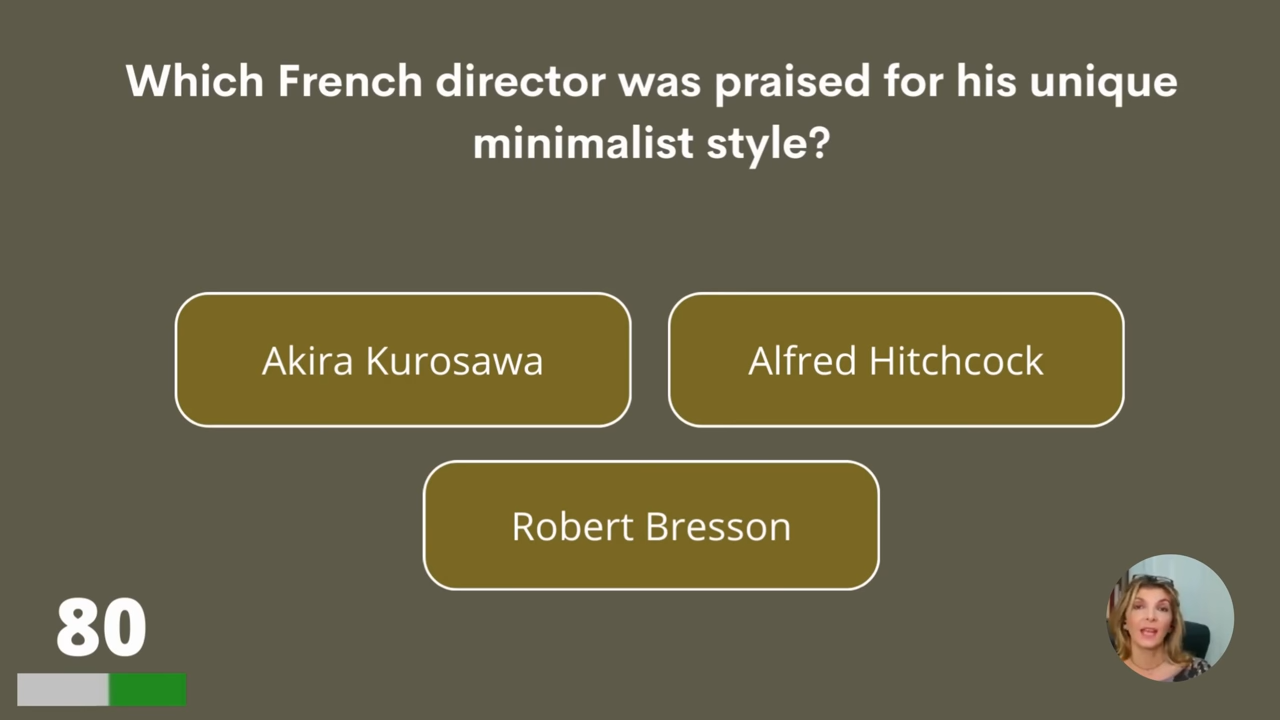 Which French director was praised for his unique
minimalist style?
Akira Kurosawa
Alfred Hitchcock
Robert Bresson
80